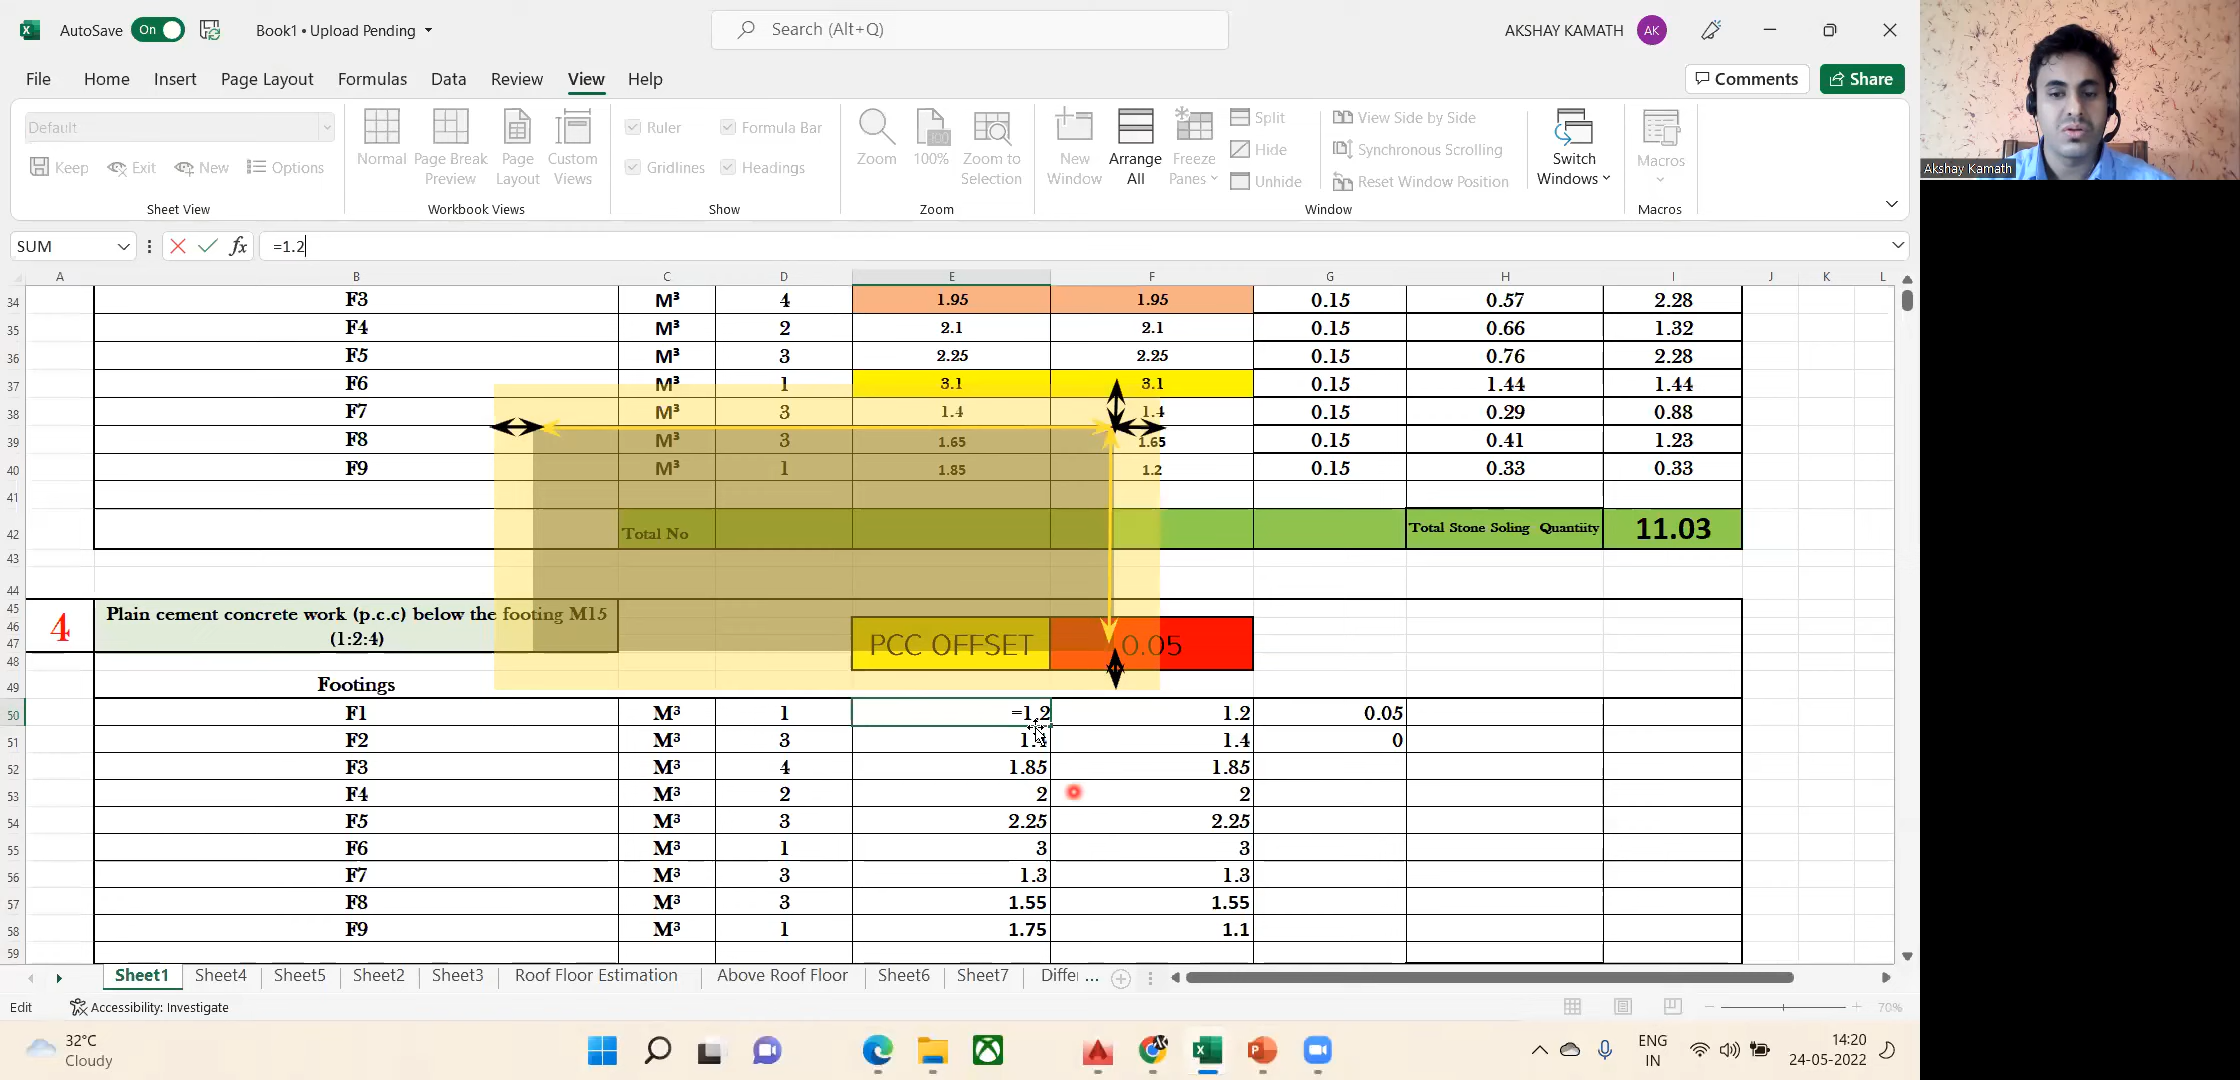 AutoSave On Book1 • Upload Pending Search (Alt+Q) AKSHAY KAMATH AK
File Home Insert Page Layout Formulas Data Review View Help Comments Share
Default
Keep Exit New Options
Sheet View
Normal Page Break Preview Page Layout Custom Views
Workbook Views
Ruler Formula Bar
Gridlines Headings
Show
Zoom 100% Zoom to Selection
Zoom
New Window Arrange All Freeze Panes
Split View Side by Side
Hide Synchronous Scrolling
Unhide Reset Window Position
Switch Windows
Window
Macros
Macros
Akshay Kamath
SUM fx =1.2
A B C D E F G H I J K L
34 F3 M³ 4 1.95 1.95 0.15 0.57 2.28
35 F4 M³ 2 2.1 2.1 0.15 0.66 1.32
36 F5 M³ 3 2.25 2.25 0.15 0.76 2.28
37 F6 M³ 1 3.1 3.1 0.15 1.44 1.44
38 F7 M³ 3 1.4 1.4 0.15 0.29 0.88
39 F8 M³ 3 1.65 1.65 0.15 0.41 1.23
40 F9 M³ 1 1.85 1.2 0.15 0.33 0.33
41
42 Total No Total Stone Soling Quantiity 11.03
43
44
45
46
47
48
4 Plain cement concrete work (p.c.c) below the footing M15
(1:2:4)
PCC OFFSET 0.05
49 Footings
50 F1 M³ 1 =1.2 1.2 0.05
51 F2 M³ 3 1.4 1.4 0
52 F3 M³ 4 1.85 1.85
53 F4 M³ 2 2 2
54 F5 M³ 3 2.25 2.25
55 F6 M³ 1 3 3
56 F7 M³ 3 1.3 1.3
57 F8 M³ 3 1.55 1.55
58 F9 M³ 1 1.75 1.1
59
Sheet1 Sheet4 Sheet5 Sheet2 Sheet3 Roof Floor Estimation Above Roof Floor Sheet6 Sheet7 Differ ...
Edit Accessibility: Investigate 70%
32°C
Cloudy
ENG
IN
14:20
24-05-2022